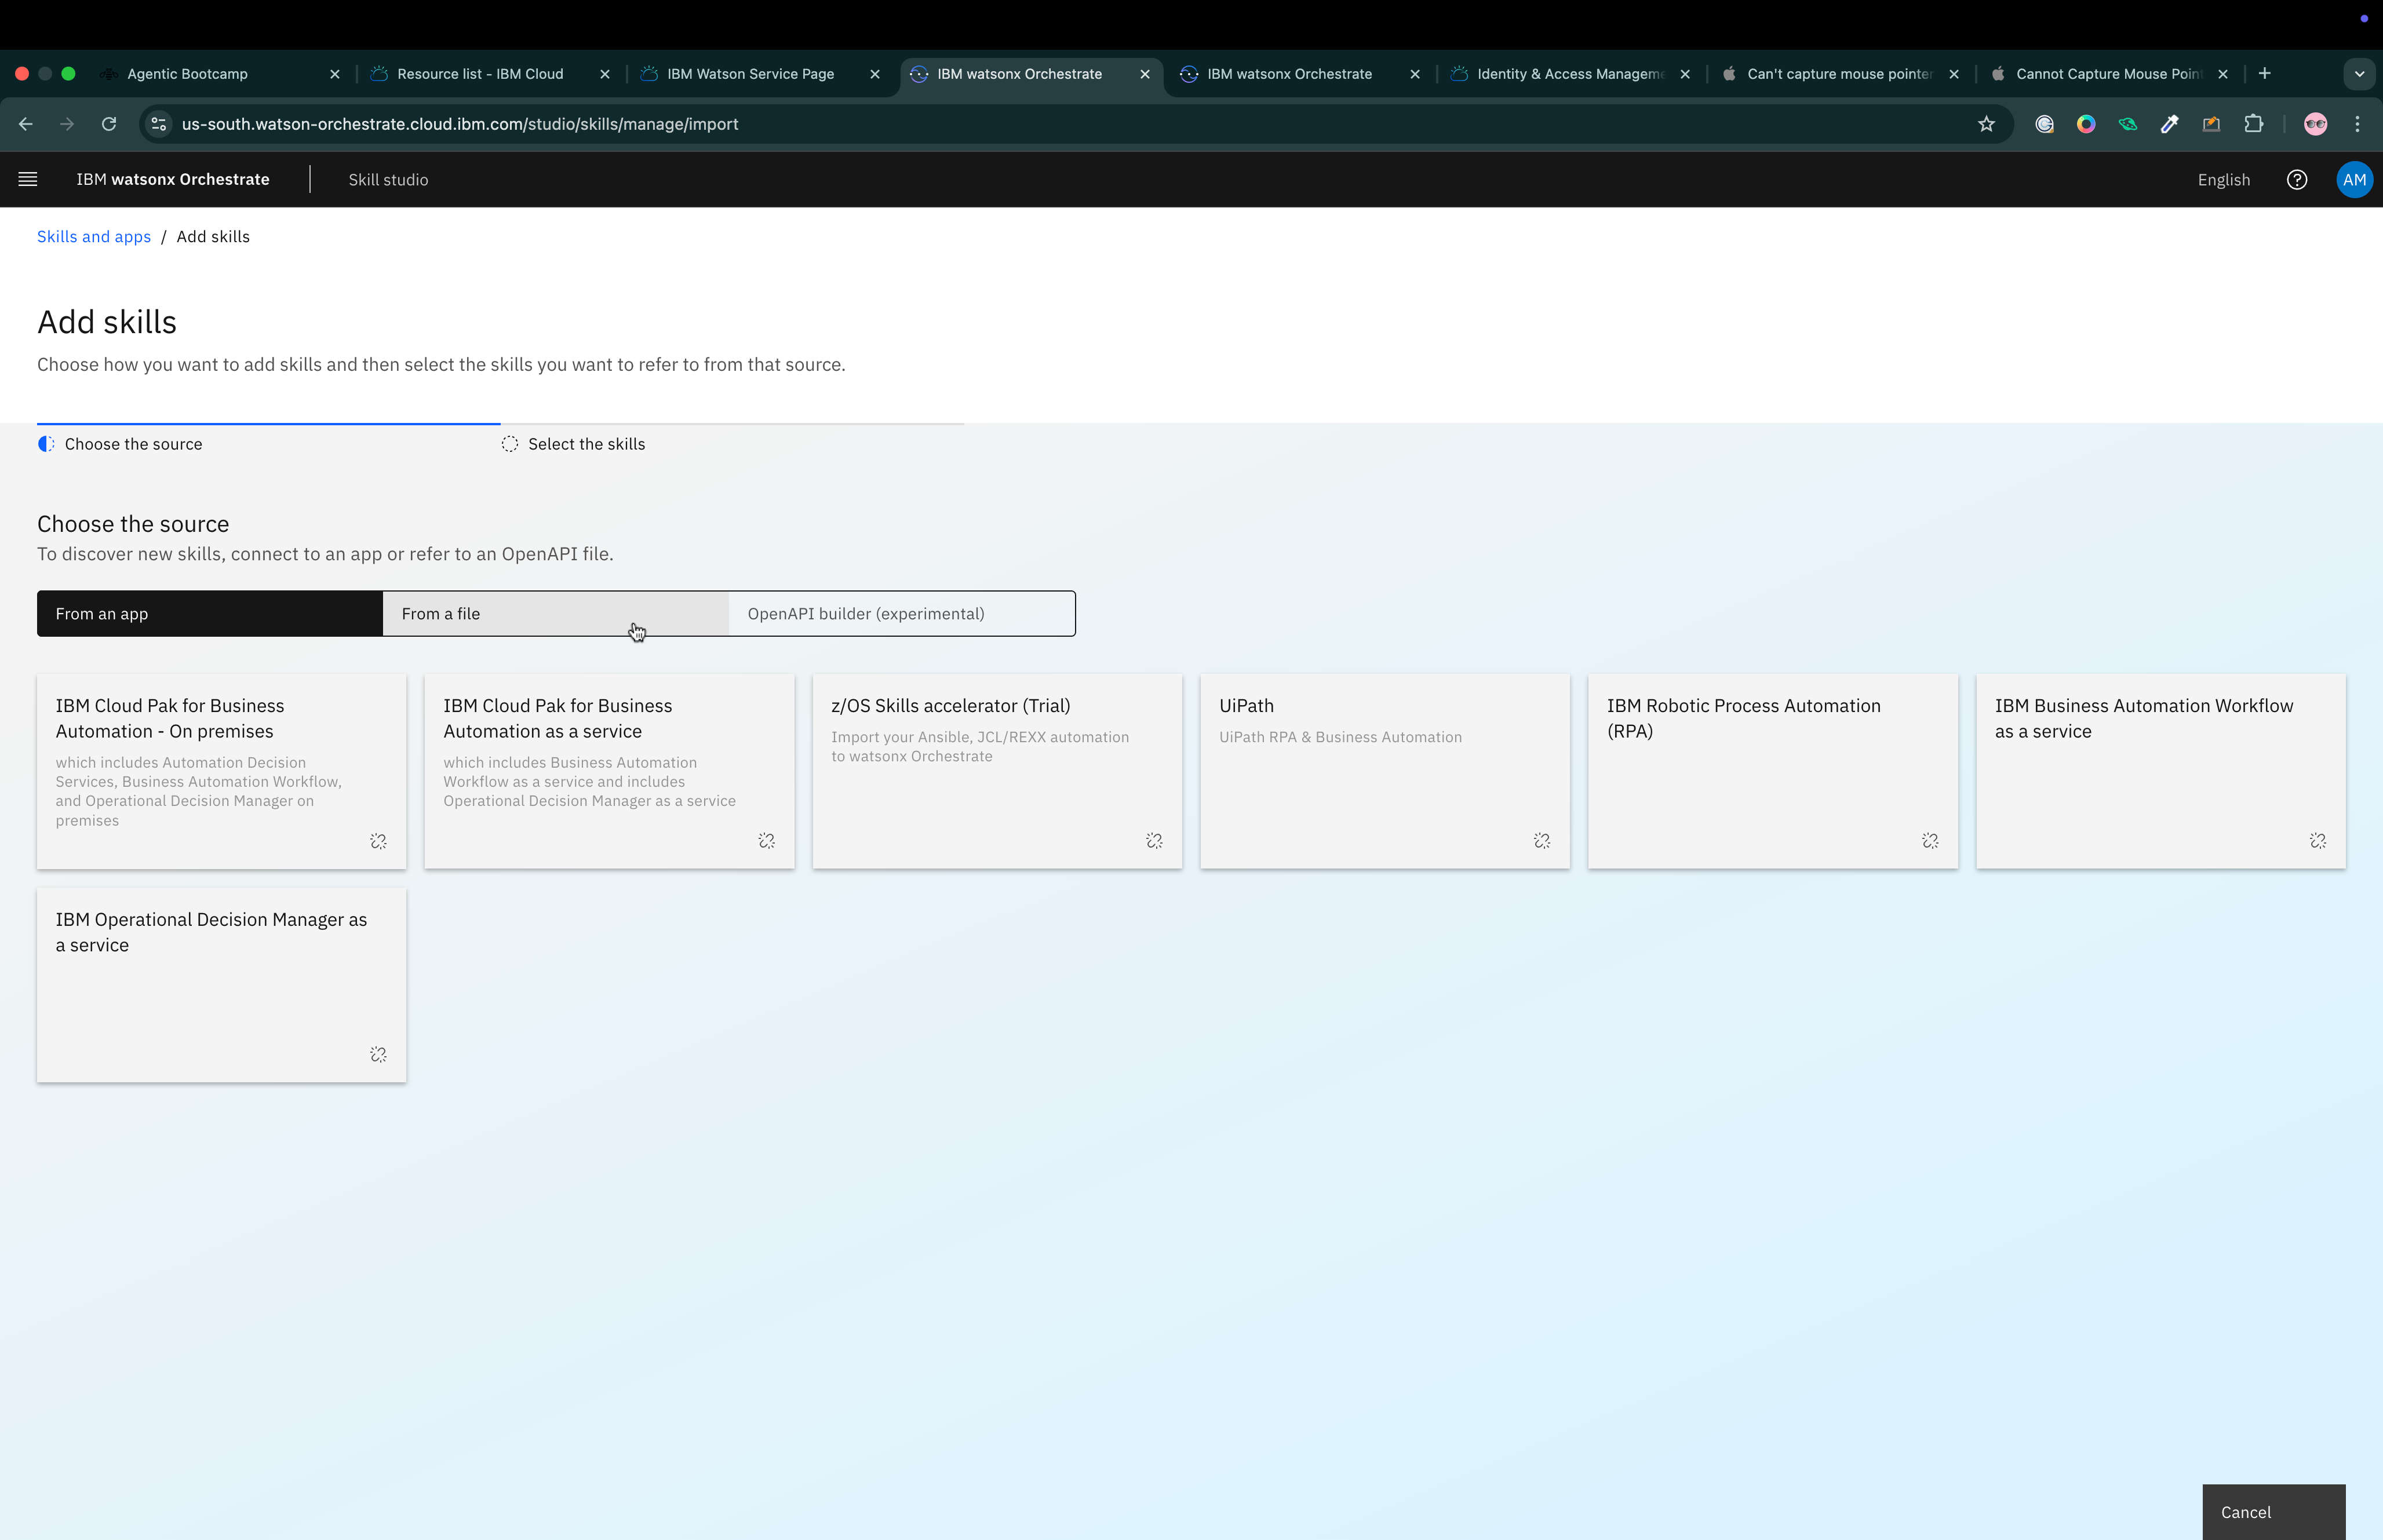 Agentic Bootcamp
Resource list - IBM Cloud
IBM Watson Service Page
IBM watsonx Orchestrate
IBM watsonx Orchestrate
Identity & Access Manageme
Can't capture mouse pointer
Cannot Capture Mouse Point
us-south.watson-orchestrate.cloud.ibm.com/studio/skills/manage/import
IBM watsonx Orchestrate
Skill studio
English
AM
Skills and apps / Add skills
Add skills
Choose how you want to add skills and then select the skills you want to refer to from that source.
Choose the source
Select the skills
Choose the source
To discover new skills, connect to an app or refer to an OpenAPI file.
From an app
From a file
OpenAPI builder (experimental)
IBM Cloud Pak for Business
Automation - On premises
which includes Automation Decision
Services, Business Automation Workflow,
and Operational Decision Manager on
premises
IBM Cloud Pak for Business
Automation as a service
which includes Business Automation
Workflow as a service and includes
Operational Decision Manager as a service
z/OS Skills accelerator (Trial)
Import your Ansible, JCL/REXX automation
to watsonx Orchestrate
UiPath
UiPath RPA & Business Automation
IBM Robotic Process Automation
(RPA)
IBM Business Automation Workflow
as a service
IBM Operational Decision Manager as
a service
Cancel